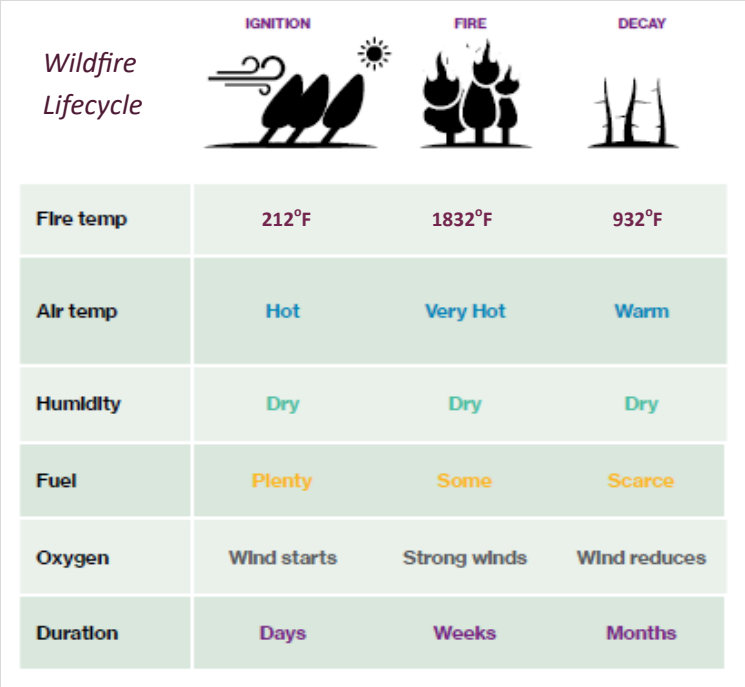 IGNITION FIRE DECAY
Wildfire
Lifecycle
Fire temp 212°F 1832°F 932°F
Air temp Hot Very Hot Warm
Humidity Dry Dry Dry
Fuel Plenty Some Scarce
Oxygen Wind starts Strong winds Wind reduces
Duration Days Weeks Months